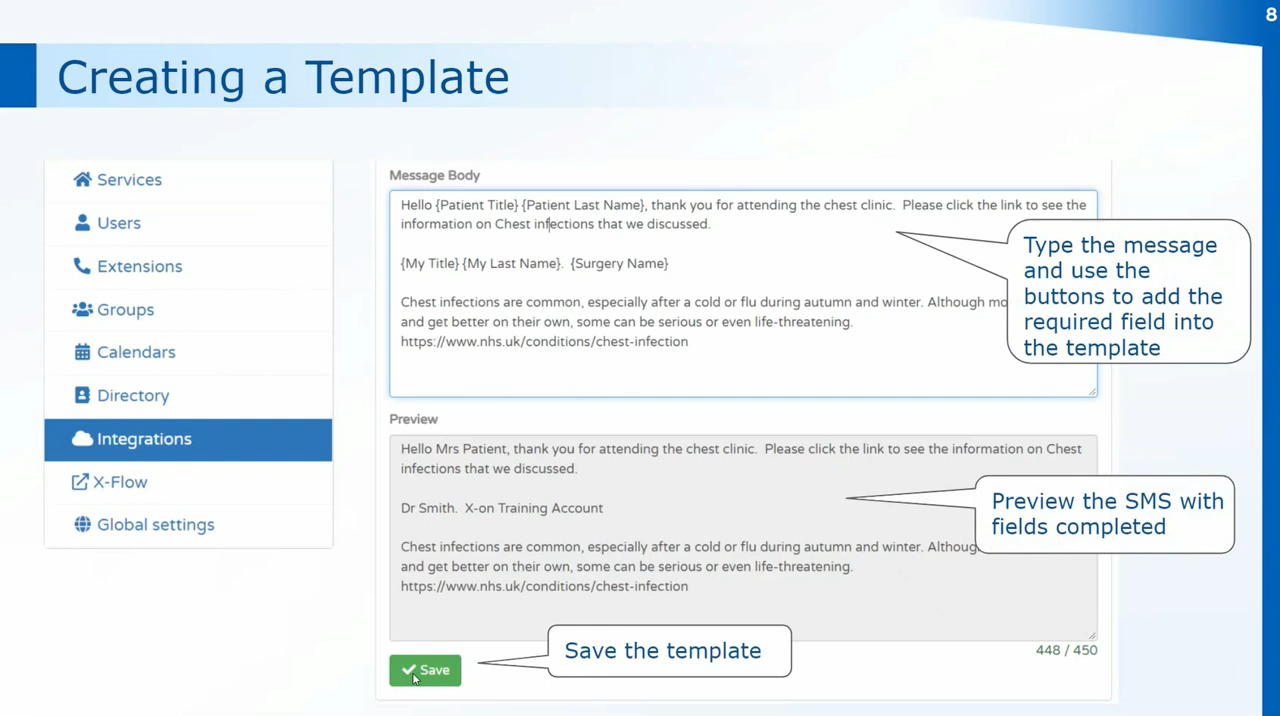 8
Creating a Template
Services
Users
Extensions
Groups
Calendars
Directory
Integrations
X-Flow
Global settings
Message Body
Hello {Patient Title} {Patient Last Name}, thank you for attending the chest clinic.  Please click the link to see the
information on Chest infections that we discussed.
{My Title} {My Last Name}.  {Surgery Name}
Chest infections are common, especially after a cold or flu during autumn and winter. Although mo
and get better on their own, some can be serious or even life-threatening.
https://www.nhs.uk/conditions/chest-infection
Type the message
and use the
buttons to add the
required field into
the template
Preview
Hello Mrs Patient, thank you for attending the chest clinic.  Please click the link to see the information on Chest
infections that we discussed.
Dr Smith.  X-on Training Account
Chest infections are common, especially after a cold or flu during autumn and winter. Althoug
and get better on their own, some can be serious or even life-threatening.
https://www.nhs.uk/conditions/chest-infection
Preview the SMS with
fields completed
448 / 450
Save
Save the template